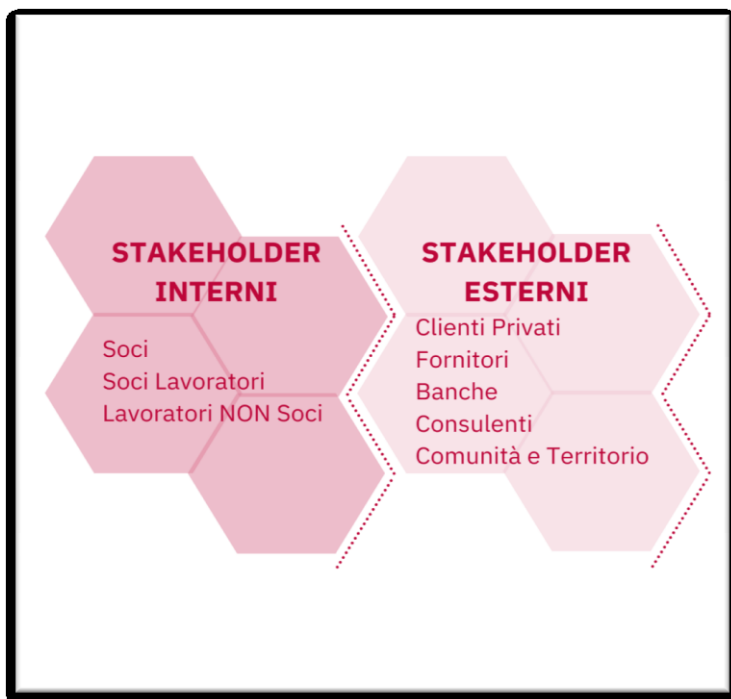 STAKEHOLDER
INTERNI
Soci
Soci Lavoratori
Lavoratori NON Soci
STAKEHOLDER
ESTERNI
Clienti Privati
Fornitori
Banche
Consulenti
Comunità e Territorio